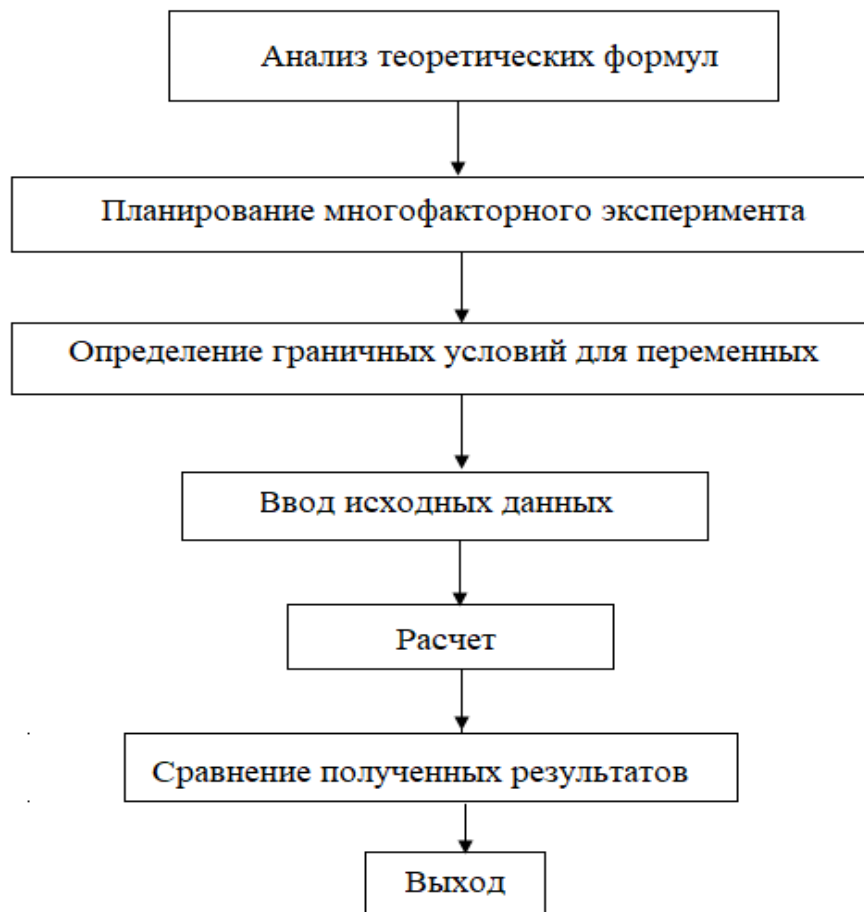 Анализ теоретических формул
Планирование многофакторного эксперимента
Определение граничных условий для переменных
Ввод исходных данных
Расчет
Сравнение полученных результатов
Выход